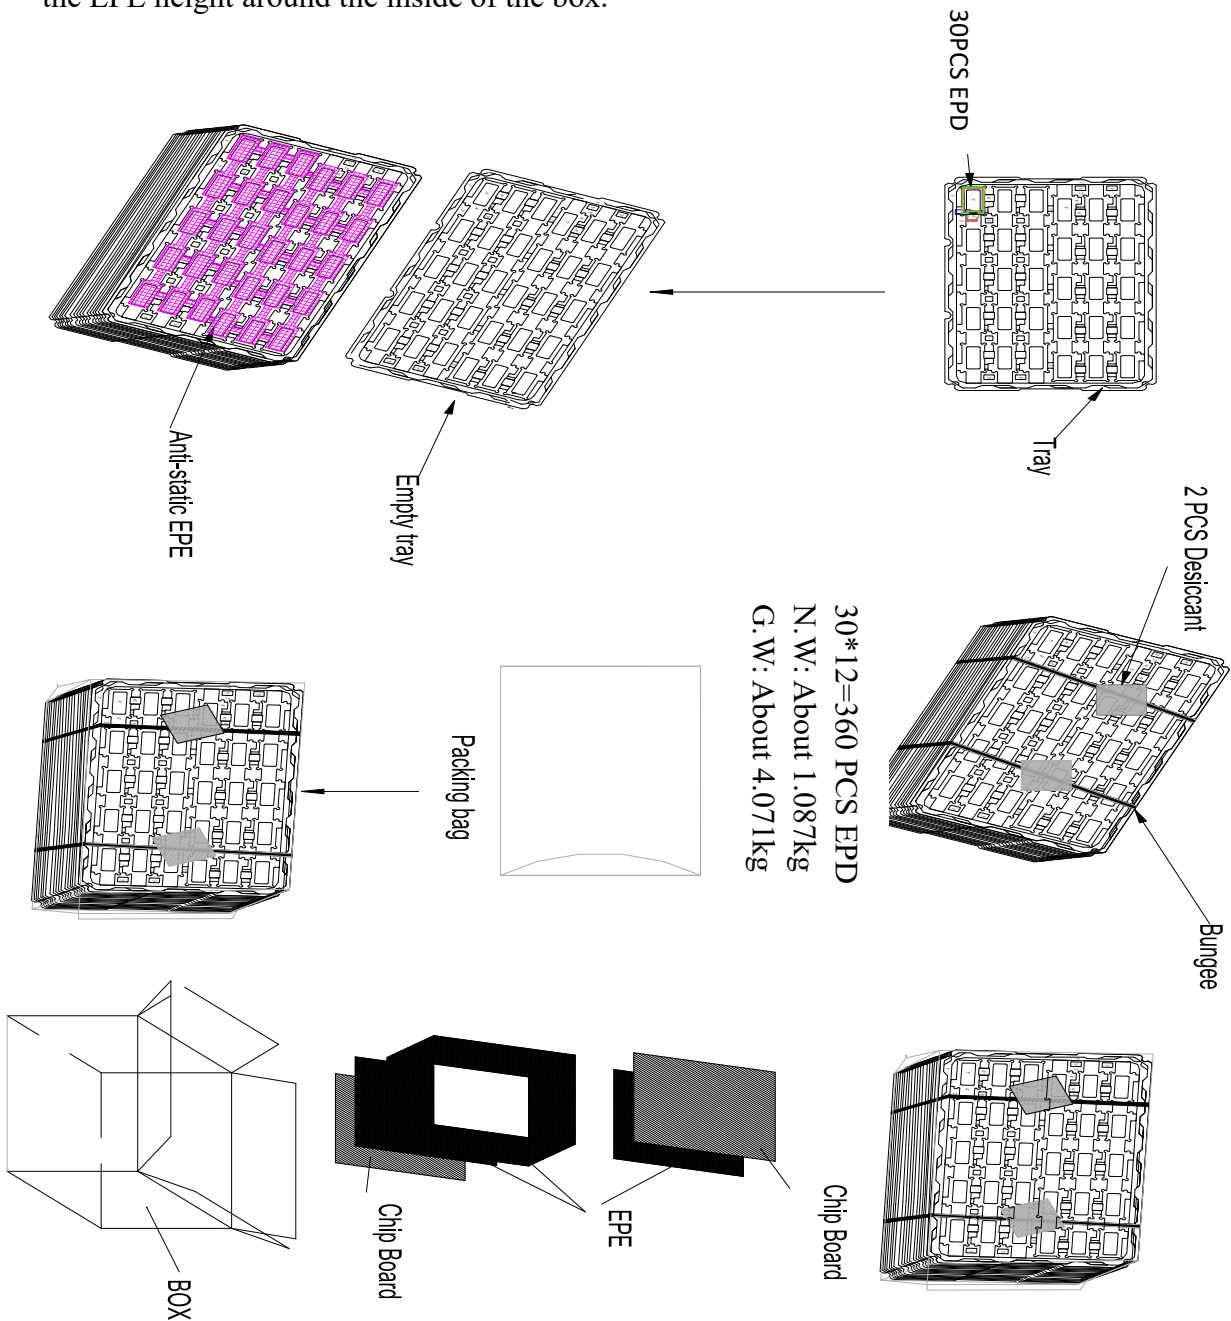 the EPE height around the inside of the box.
30PCS EPD
Tray
Empty tray
Anti-static EPE
2 PCS Desiccant
Bungee
30*12=360 PCS EPD
N.W: About 1.087kg
G.W: About 4.071kg
Packing bag
Chip Board
EPE
Chip Board
BOX